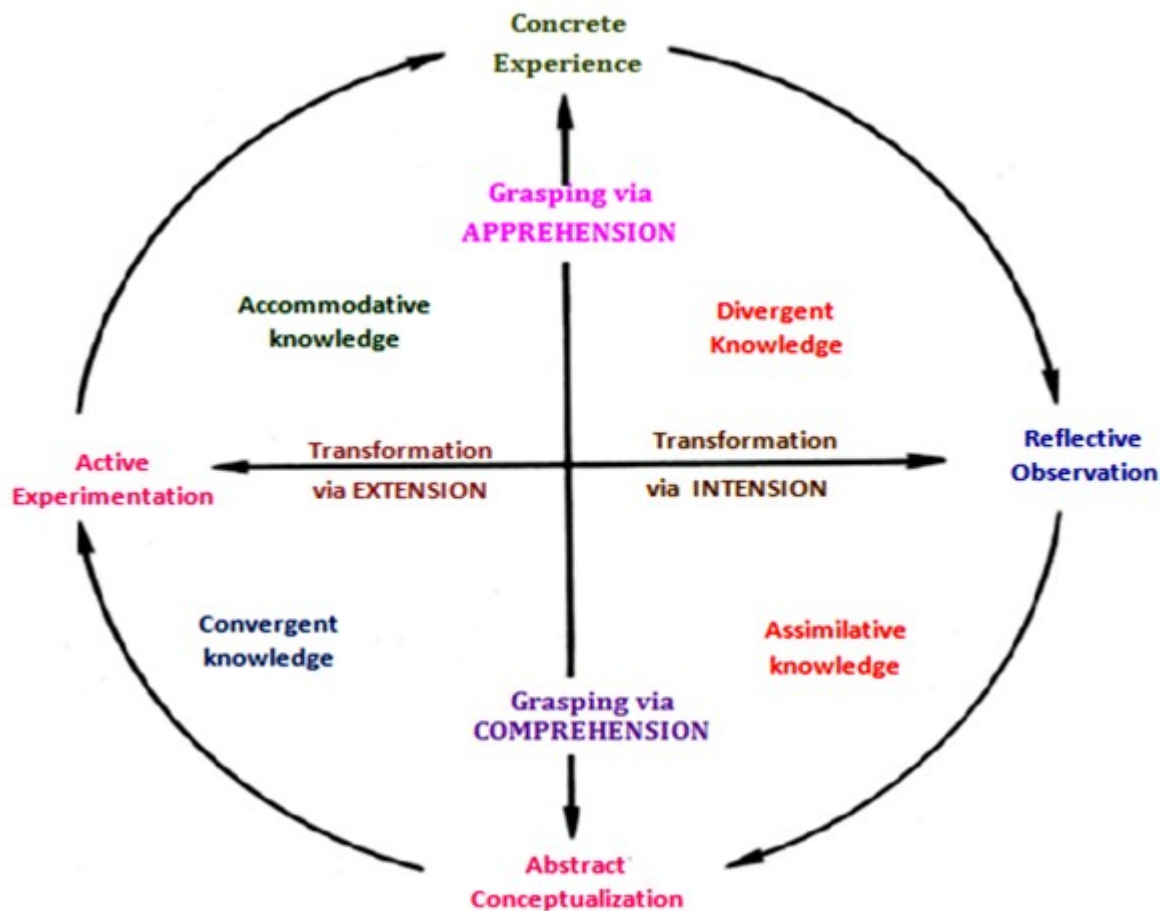 Concrete
Experience
Grasping via
APPREHENSION
Accommodative
knowledge
Divergent
Knowledge
Active
Experimentation
Transformation
via EXTENSION
Transformation
via INTENSION
Reflective
Observation
Convergent
knowledge
Assimilative
knowledge
Grasping via
COMPREHENSION
Abstract
Conceptualization